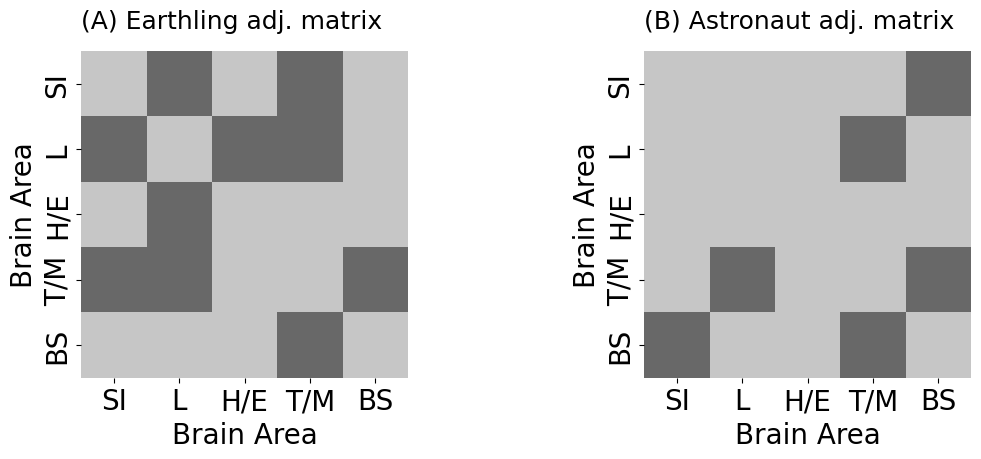 (A) Earthling adj. matrix
Brain Area
SI
L
H/E
T/M
BS
SI L H/E T/M BS
Brain Area
(B) Astronaut adj. matrix
Brain Area
SI
L
H/E
T/M
BS
SI L H/E T/M BS
Brain Area